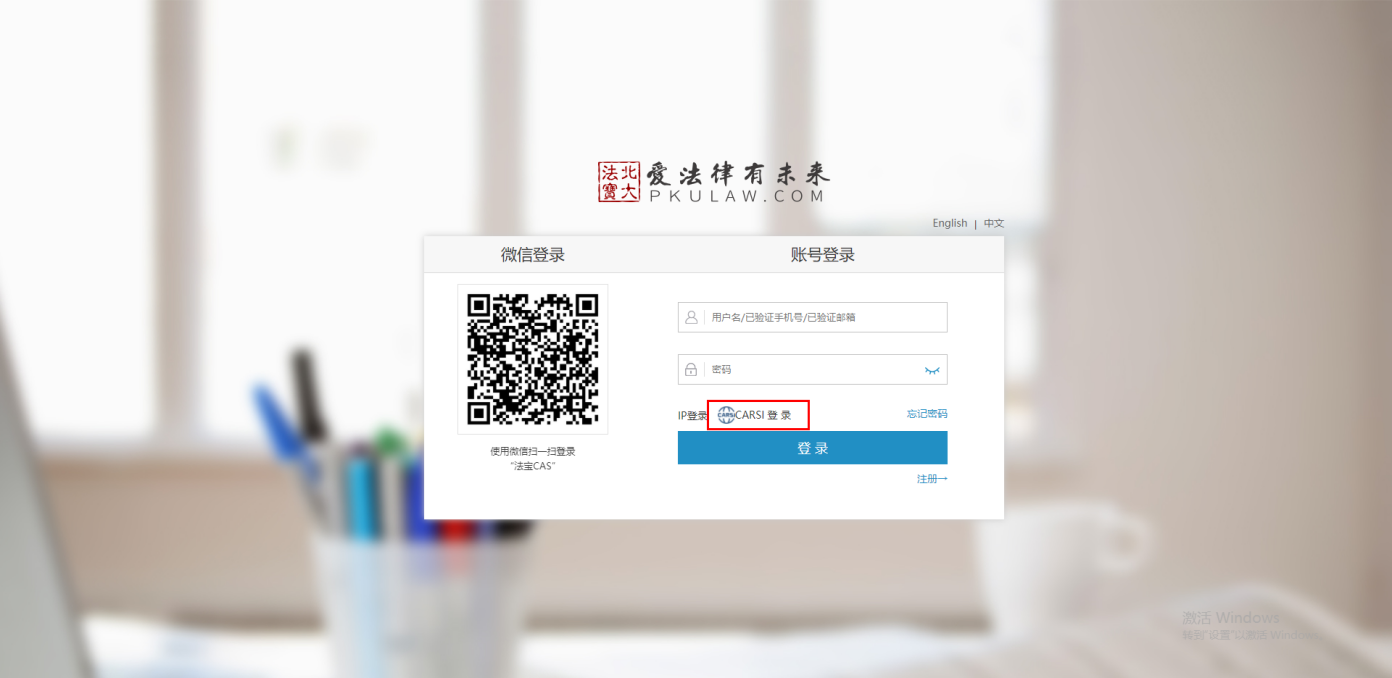 北大法寶 爱法律有未来
PKULAW.COM
English | 中文
微信登录
账号登录
用户名/已验证手机号/已验证邮箱
密码
IP登录 CARSI CARSI 登 录 忘记密码
登 录
注册→
使用微信扫一扫登录
"法宝CAS"
激活 Windows
转到"设置"以激活 Windows